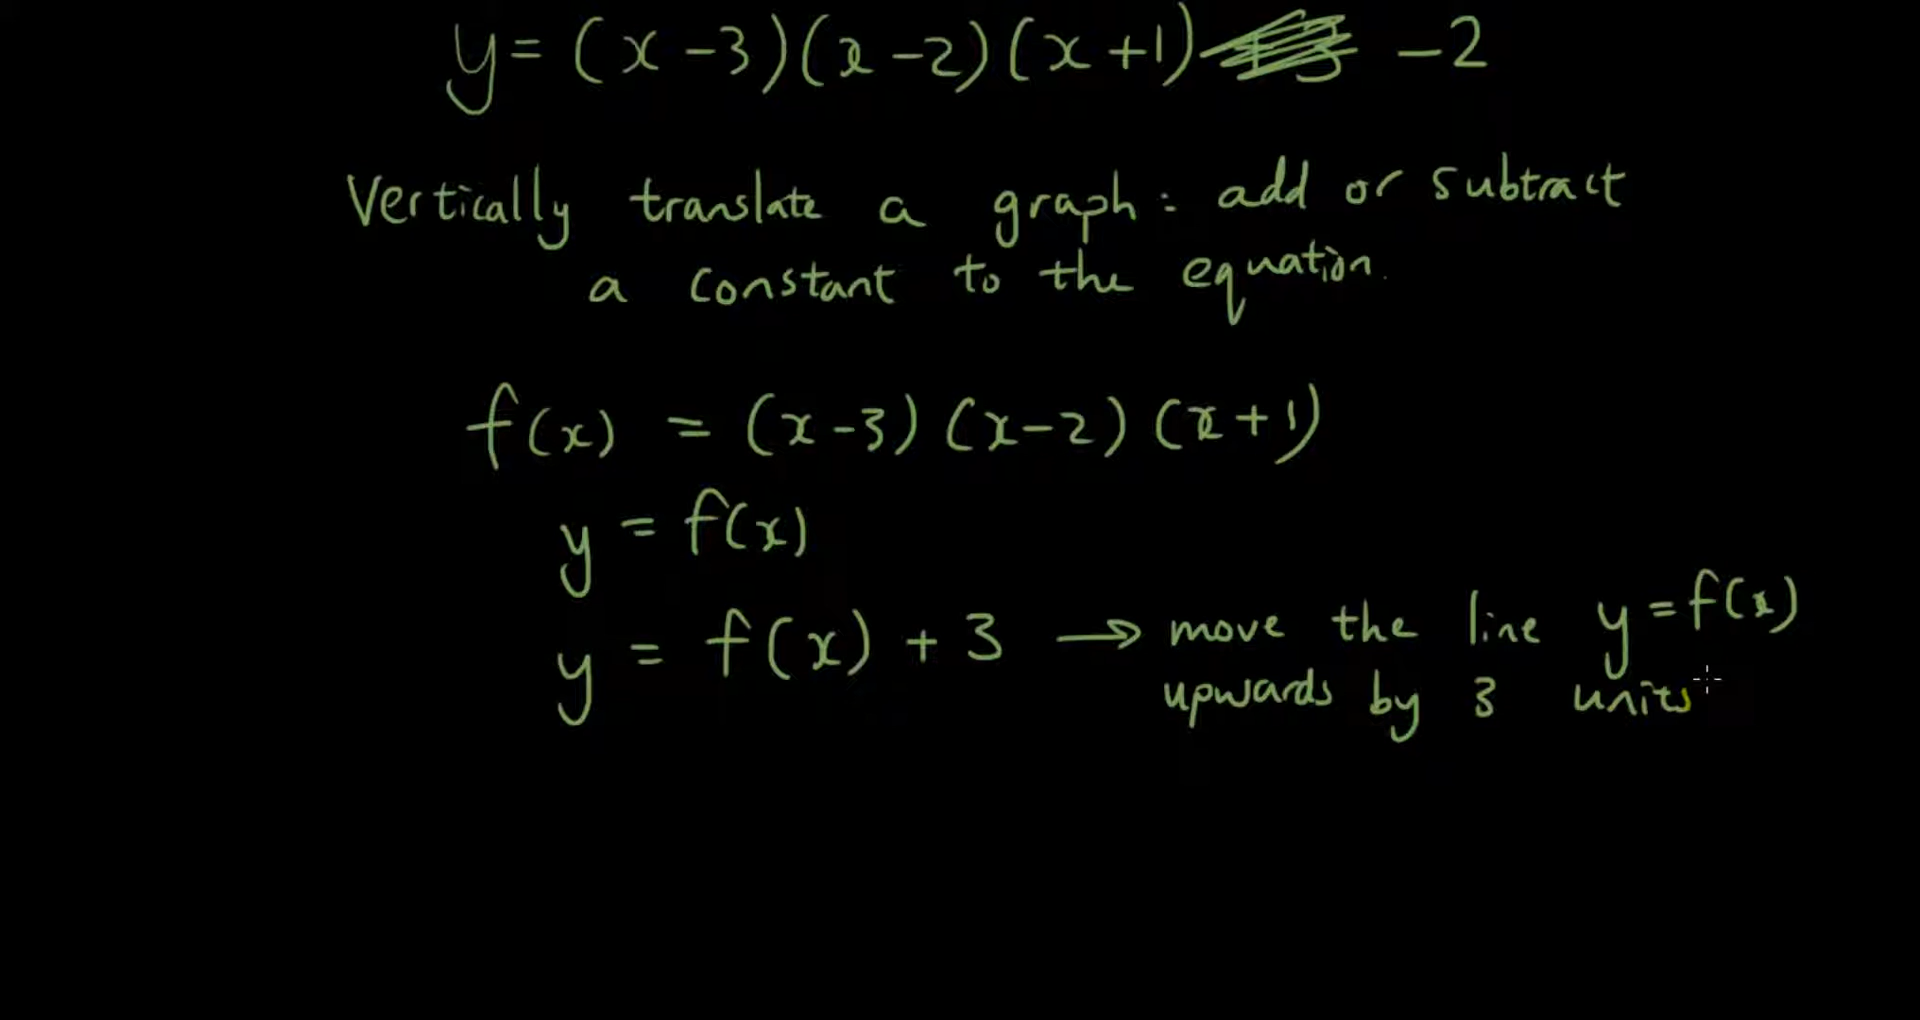 y = (x-3)(x-2)(x+1) -2
Vertically translate a graph: add or subtract
a constant to the equation.
f(x) = (x-3)(x-2)(x+1)
y = f(x)
y = f(x) + 3 → move the line y = f(x)
upwards by 3 units